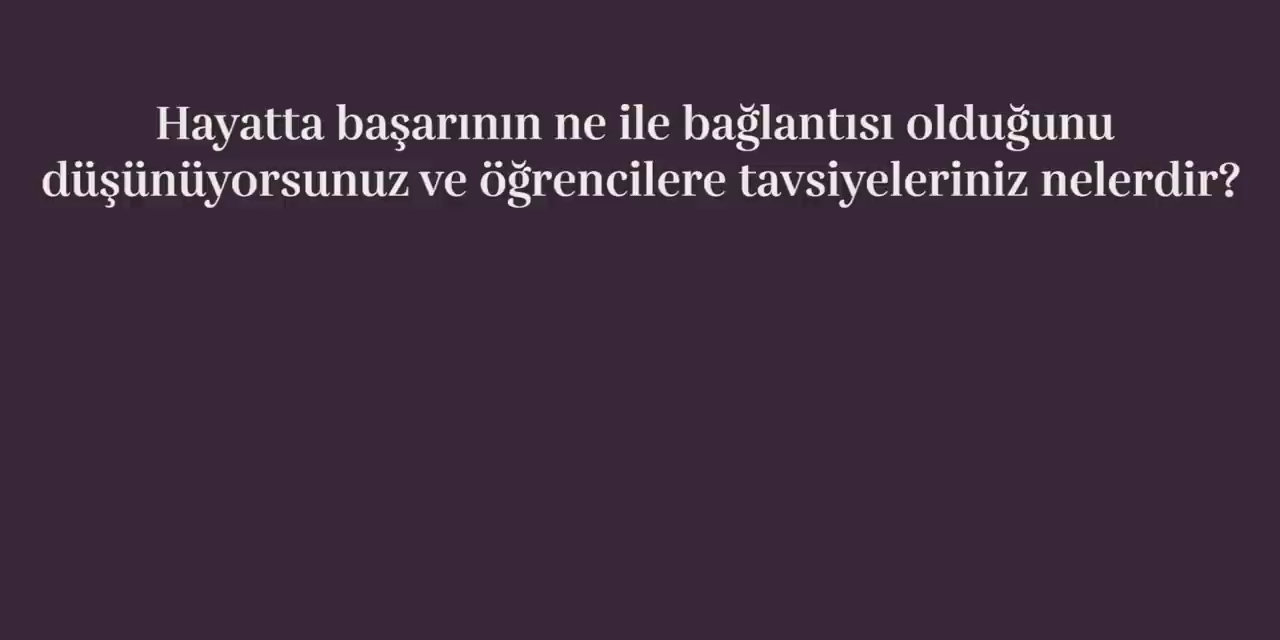 Hayatta başarının ne ile bağlantısı olduğunu
düşünüyorsunuz ve öğrencilere tavsiyeleriniz nelerdir?